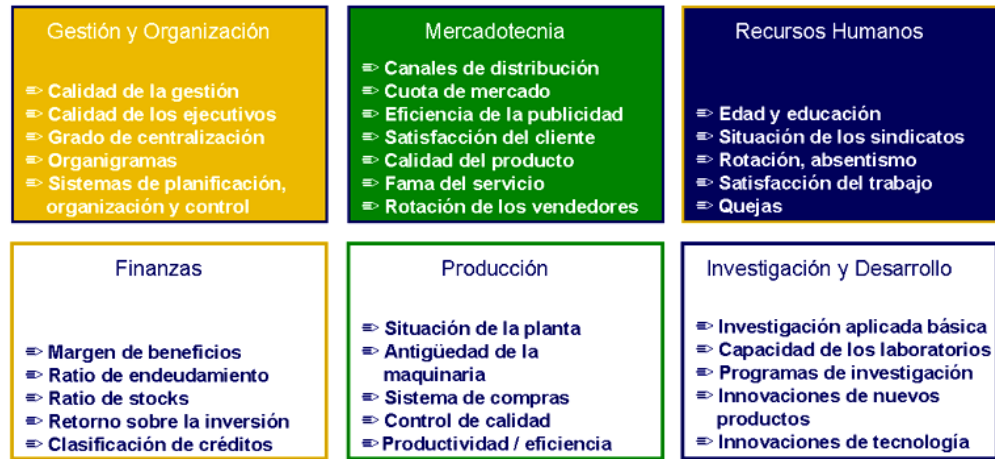 Gestión y Organización
Calidad de la gestión
Calidad de los ejecutivos
Grado de centralización
Organigramas
Sistemas de planificación,
organización y control
Mercadotecnia
Canales de distribución
Cuota de mercado
Eficiencia de la publicidad
Satisfacción del cliente
Calidad del producto
Fama del servicio
Rotación de los vendedores
Recursos Humanos
Edad y educación
Situación de los sindicatos
Rotación, absentismo
Satisfacción del trabajo
Quejas
Finanzas
Margen de beneficios
Ratio de endeudamiento
Ratio de stocks
Retorno sobre la inversión
Clasificación de créditos
Producción
Situación de la planta
Antigüedad de la
maquinaria
Sistema de compras
Control de calidad
Productividad / eficiencia
Investigación y Desarrollo
Investigación aplicada básica
Capacidad de los laboratorios
Programas de investigación
Innovaciones de nuevos
productos
Innovaciones de tecnología